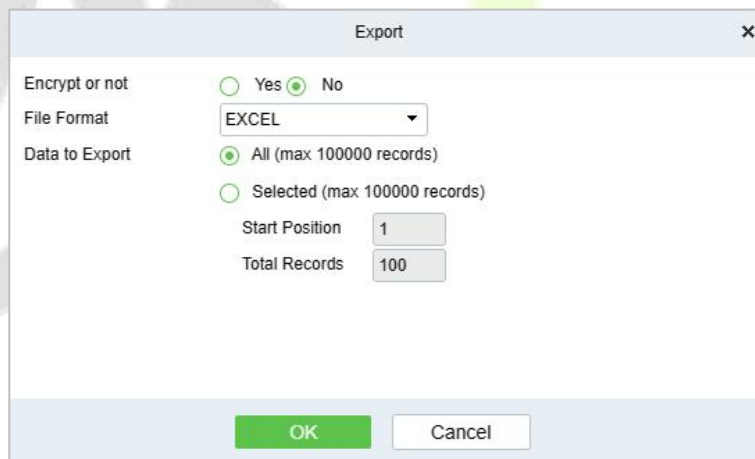 Export
Encrypt or not Yes No
File Format EXCEL
Data to Export All (max 100000 records)
Selected (max 100000 records)
Start Position 1
Total Records 100
OK Cancel